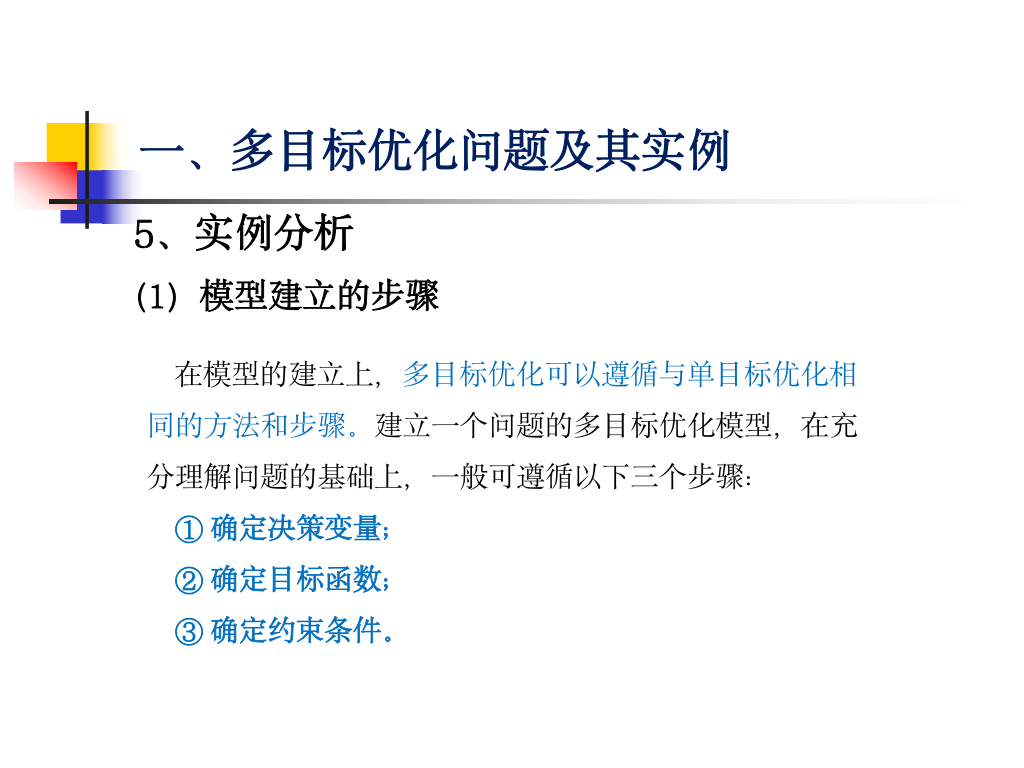 一、多目标优化问题及其实例
5、实例分析
(1) 模型建立的步骤
在模型的建立上，多目标优化可以遵循与单目标优化相
同的方法和步骤。建立一个问题的多目标优化模型，在充
分理解问题的基础上，一般可遵循以下三个步骤：
① 确定决策变量；
② 确定目标函数；
③ 确定约束条件。